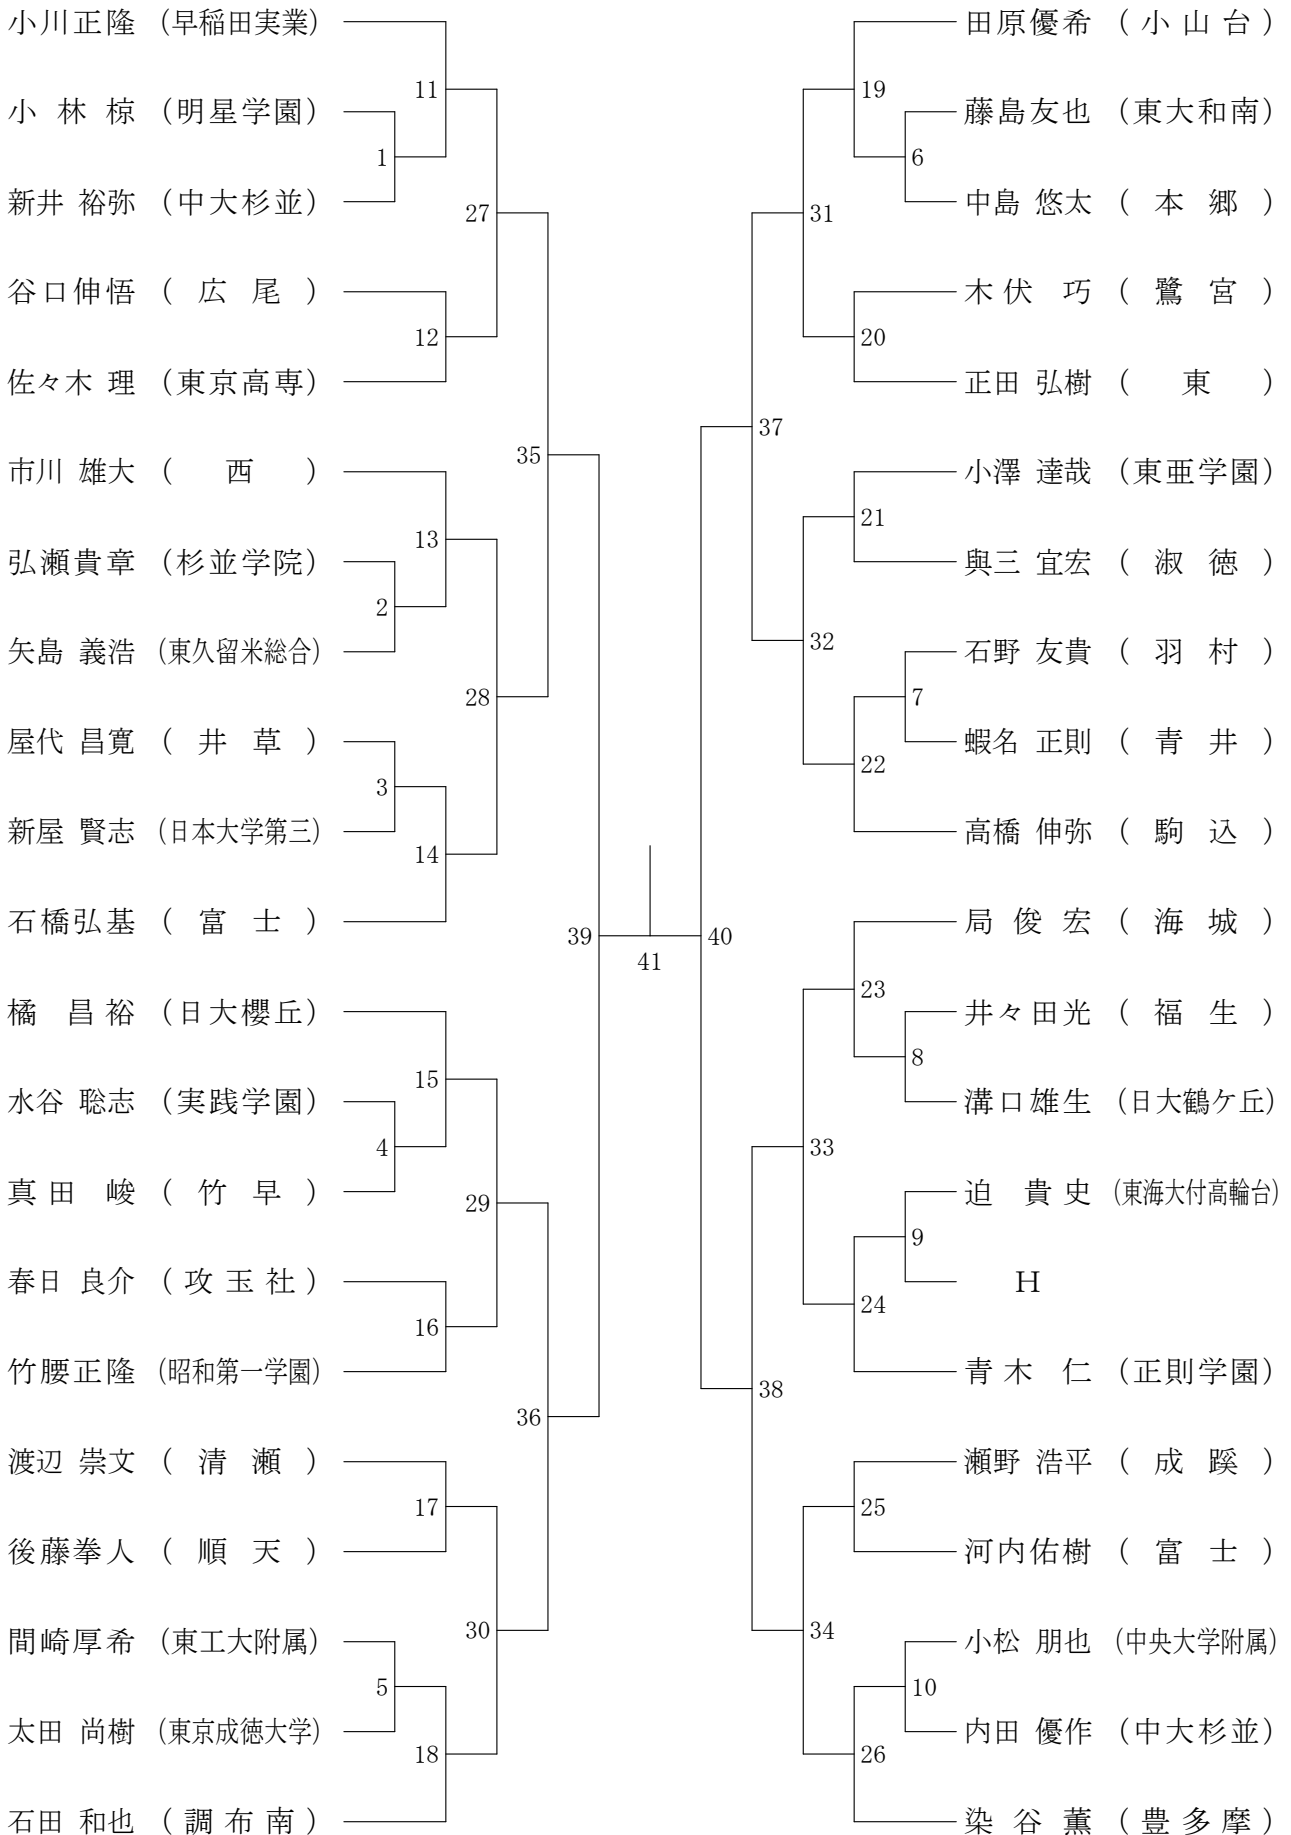 小川正隆 （早稲田実業）
11
小林椋 （明星学園）
1
新井 裕弥 （中大杉並）
27
谷口伸悟 （広尾）
12
佐々木 理 （東京高専）
35
市川 雄大 （西）
13
弘瀬貴章 （杉並学院）
2
矢島 義浩 （東久留米総合）
28
屋代 昌寛 （井草）
3
新屋 賢志 （日本大学第三）
14
石橋弘基 （富士）
39
41
橘 昌裕 （日大櫻丘）
15
水谷 聡志 （実践学園）
4
真田 峻 （竹早）
29
春日 良介 （攻玉社）
16
竹腰正隆 （昭和第一学園）
36
渡辺 崇文 （清瀬）
17
後藤拳人 （順天）
30
間崎厚希 （東工大附属）
5
太田 尚樹 （東京成徳大学）
18
石田 和也 （調布南）
田原優希 （小山台）
19
藤島友也 （東大和南）
6
中島 悠太 （本郷）
31
木伏 巧 （鷺宮）
20
正田 弘樹 （東）
37
小澤 達哉 （東亜学園）
21
與三 宜宏 （淑徳）
32
石野 友貴 （羽村）
7
蝦名 正則 （青井）
22
高橋 伸弥 （駒込）
局 俊宏 （海城）
40
23
井々田光 （福生）
8
溝口雄生 （日大鶴ケ丘）
33
迫 貴史 （東海大付高輪台）
9
H
24
青木 仁 （正則学園）
38
瀬野 浩平 （成蹊）
25
河内佑樹 （富士）
34
小松 朋也 （中央大学附属）
10
内田 優作 （中大杉並）
26
染谷薫 （豊多摩）